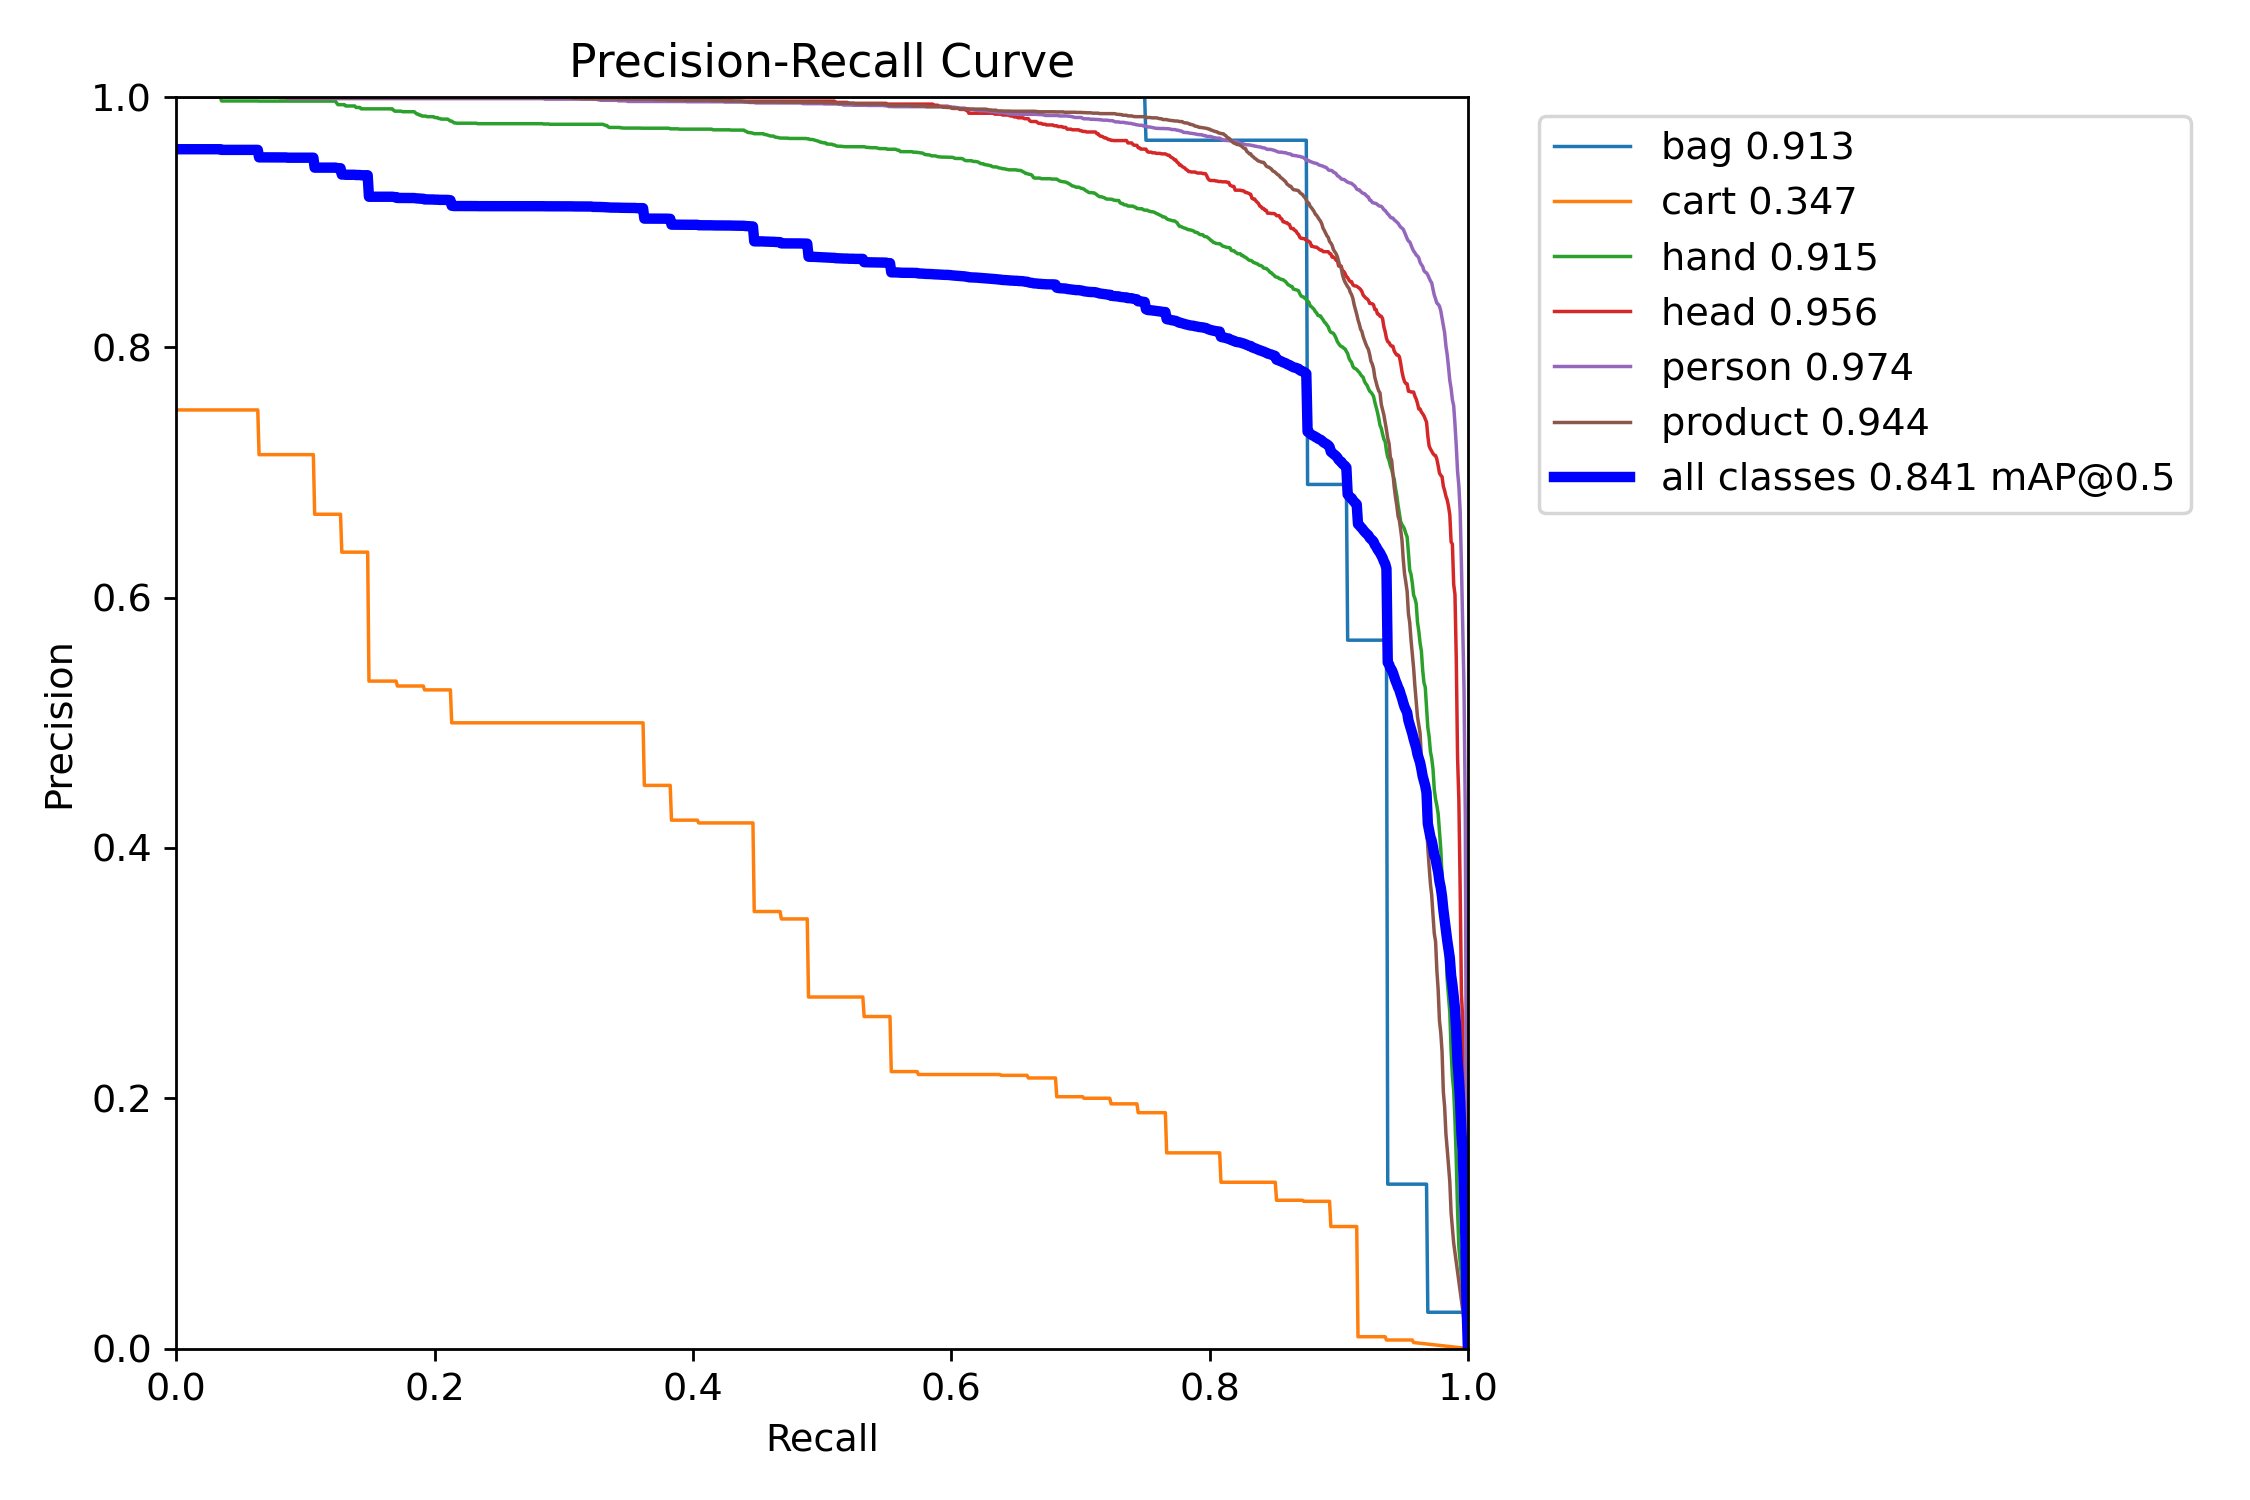 Precision-Recall Curve
1.0
0.8
0.6
0.4
0.2
0.0
Precision
0.0 0.2 0.4 0.6 0.8 1.0
Recall
bag 0.913
cart 0.347
hand 0.915
head 0.956
person 0.974
product 0.944
all classes 0.841 mAP@0.5